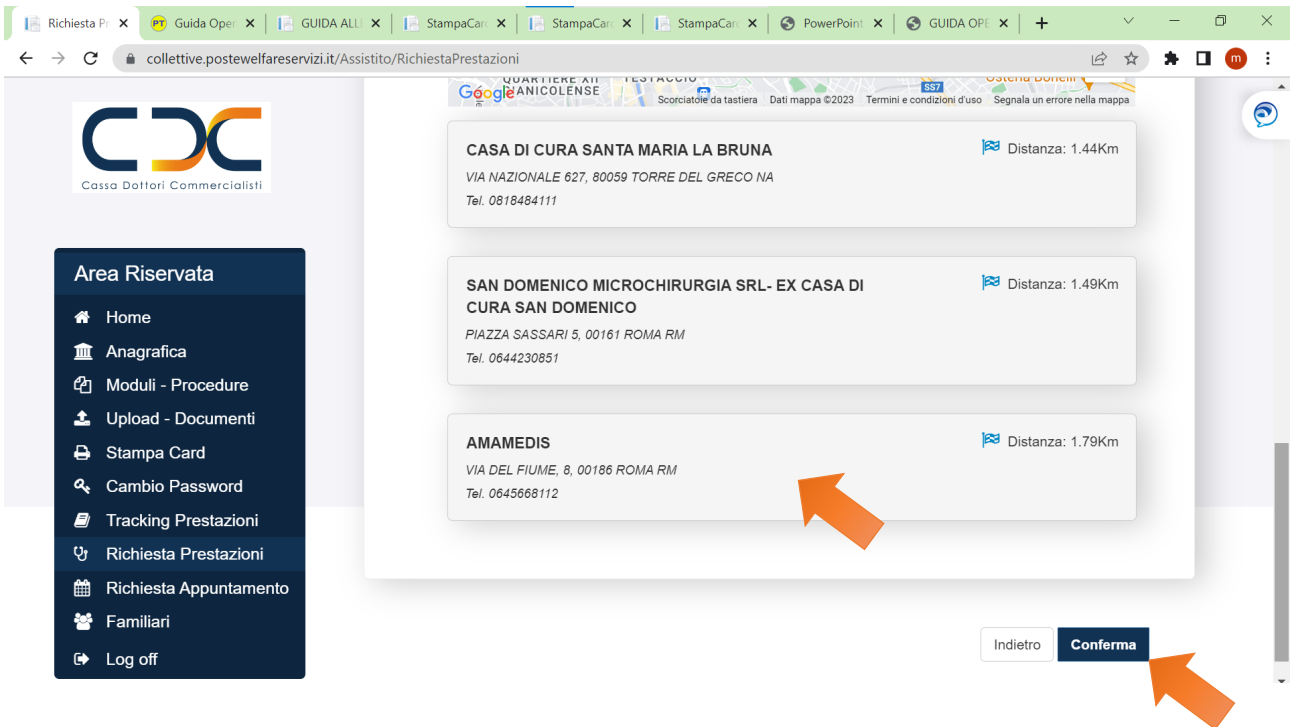 Richiesta Pr
Guida Oper
GUIDA ALL
StampaCarc
StampaCarc
StampaCarc
PowerPoint
GUIDA OPE
collettive.postewelfareservizi.it/Assistito/RichiestaPrestazioni
m
QUARTIERE XII
TESTACCIO
Osteria Bonelli
GIANICOLENSE
SS7
Google
Scorciatoie da tastiera
Dati mappa ©2023
Termini e condizioni d'uso
Segnala un errore nella mappa
CDC
Cassa Dottori Commercialisti
Area Riservata
Home
Anagrafica
Moduli - Procedure
Upload - Documenti
Stampa Card
Cambio Password
Tracking Prestazioni
Richiesta Prestazioni
Richiesta Appuntamento
Familiari
Log off
CASA DI CURA SANTA MARIA LA BRUNA
Distanza: 1.44Km
VIA NAZIONALE 627, 80059 TORRE DEL GRECO NA
Tel. 0818484111
SAN DOMENICO MICROCHIRURGIA SRL- EX CASA DI
CURA SAN DOMENICO
Distanza: 1.49Km
PIAZZA SASSARI 5, 00161 ROMA RM
Tel. 0644230851
AMAMEDIS
Distanza: 1.79Km
VIA DEL FIUME, 8, 00186 ROMA RM
Tel. 0645668112
Indietro
Conferma